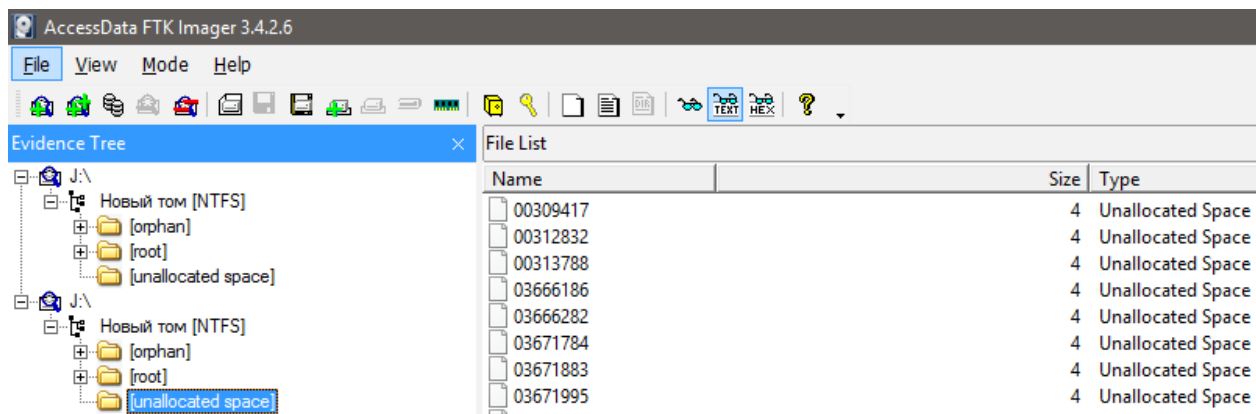 AccessData FTK Imager 3.4.2.6
File View Mode Help
TEXT HEX
Evidence Tree
J:\
Новый том [NTFS]
[orphan]
[root]
[unallocated space]
J:\
Новый том [NTFS]
[orphan]
[root]
[unallocated space]
File List
Name Size Type
00309417 4 Unallocated Space
00312832 4 Unallocated Space
00313788 4 Unallocated Space
03666186 4 Unallocated Space
03666282 4 Unallocated Space
03671784 4 Unallocated Space
03671883 4 Unallocated Space
03671995 4 Unallocated Space